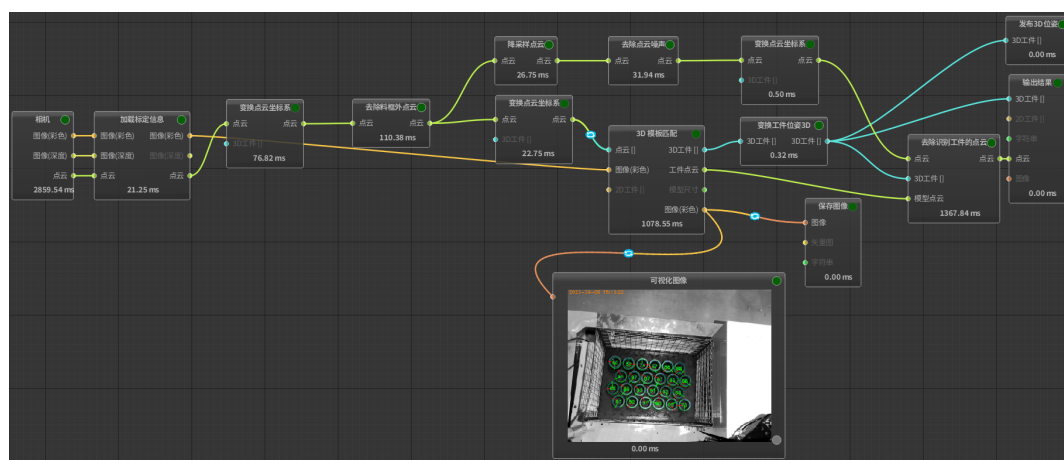 相机
图像(彩色)
图像(深度)
点云
2859.54 ms
加载标定信息
图像(彩色) 图像(彩色)
图像(深度) 图像(深度)
点云 点云
21.25 ms
变换点云坐标系
点云 点云
3D工件 []
76.82 ms
去除料框外点云
点云 点云
110.38 ms
降采样点云
点云 点云
26.75 ms
变换点云坐标系
点云 点云
3D工件 []
22.75 ms
去除点云噪声
点云 点云
31.94 ms
3D 模板匹配
点云 [] 3D工件 []
图像(彩色) 工件点云
2D工件 [] 模型尺寸
图像(彩色)
1078.55 ms
变换点云坐标系
点云 点云
3D工件 []
0.50 ms
变换工件位姿3D
3D工件 [] 3D工件 []
0.32 ms
保存图像
图像
矢量图
字符串
0.00 ms
去除识别工件的点云
点云 点云
3D工件 []
模型点云
1367.84 ms
发布3D位姿
3D工件 []
0.00 ms
输出结果
3D工件 []
2D工件 []
字符串
点云
图像
0.00 ms
可视化图像
0.00 ms